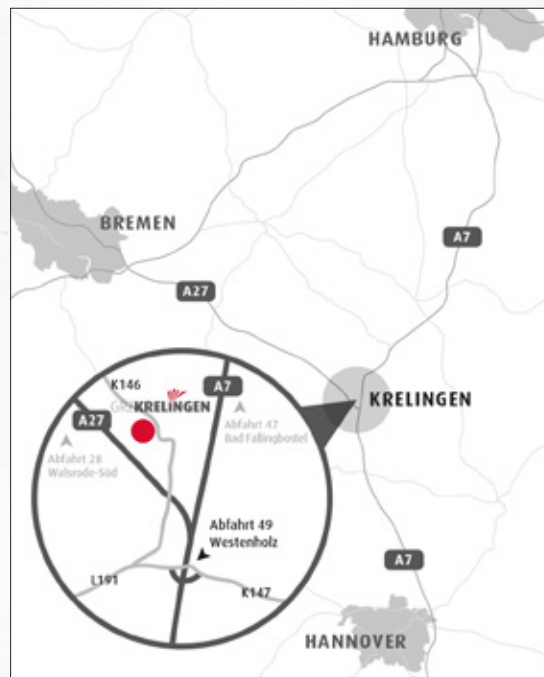 HAMBURG
BREMEN
A7
A27
KRELINGEN
K146
A7
KRELINGEN
A27
Abfahrt 47
Bad Fallingbostel
Abfahrt 28
Walsrode-Süd
Abfahrt 49
Westenholz
L191
K147
A7
HANNOVER